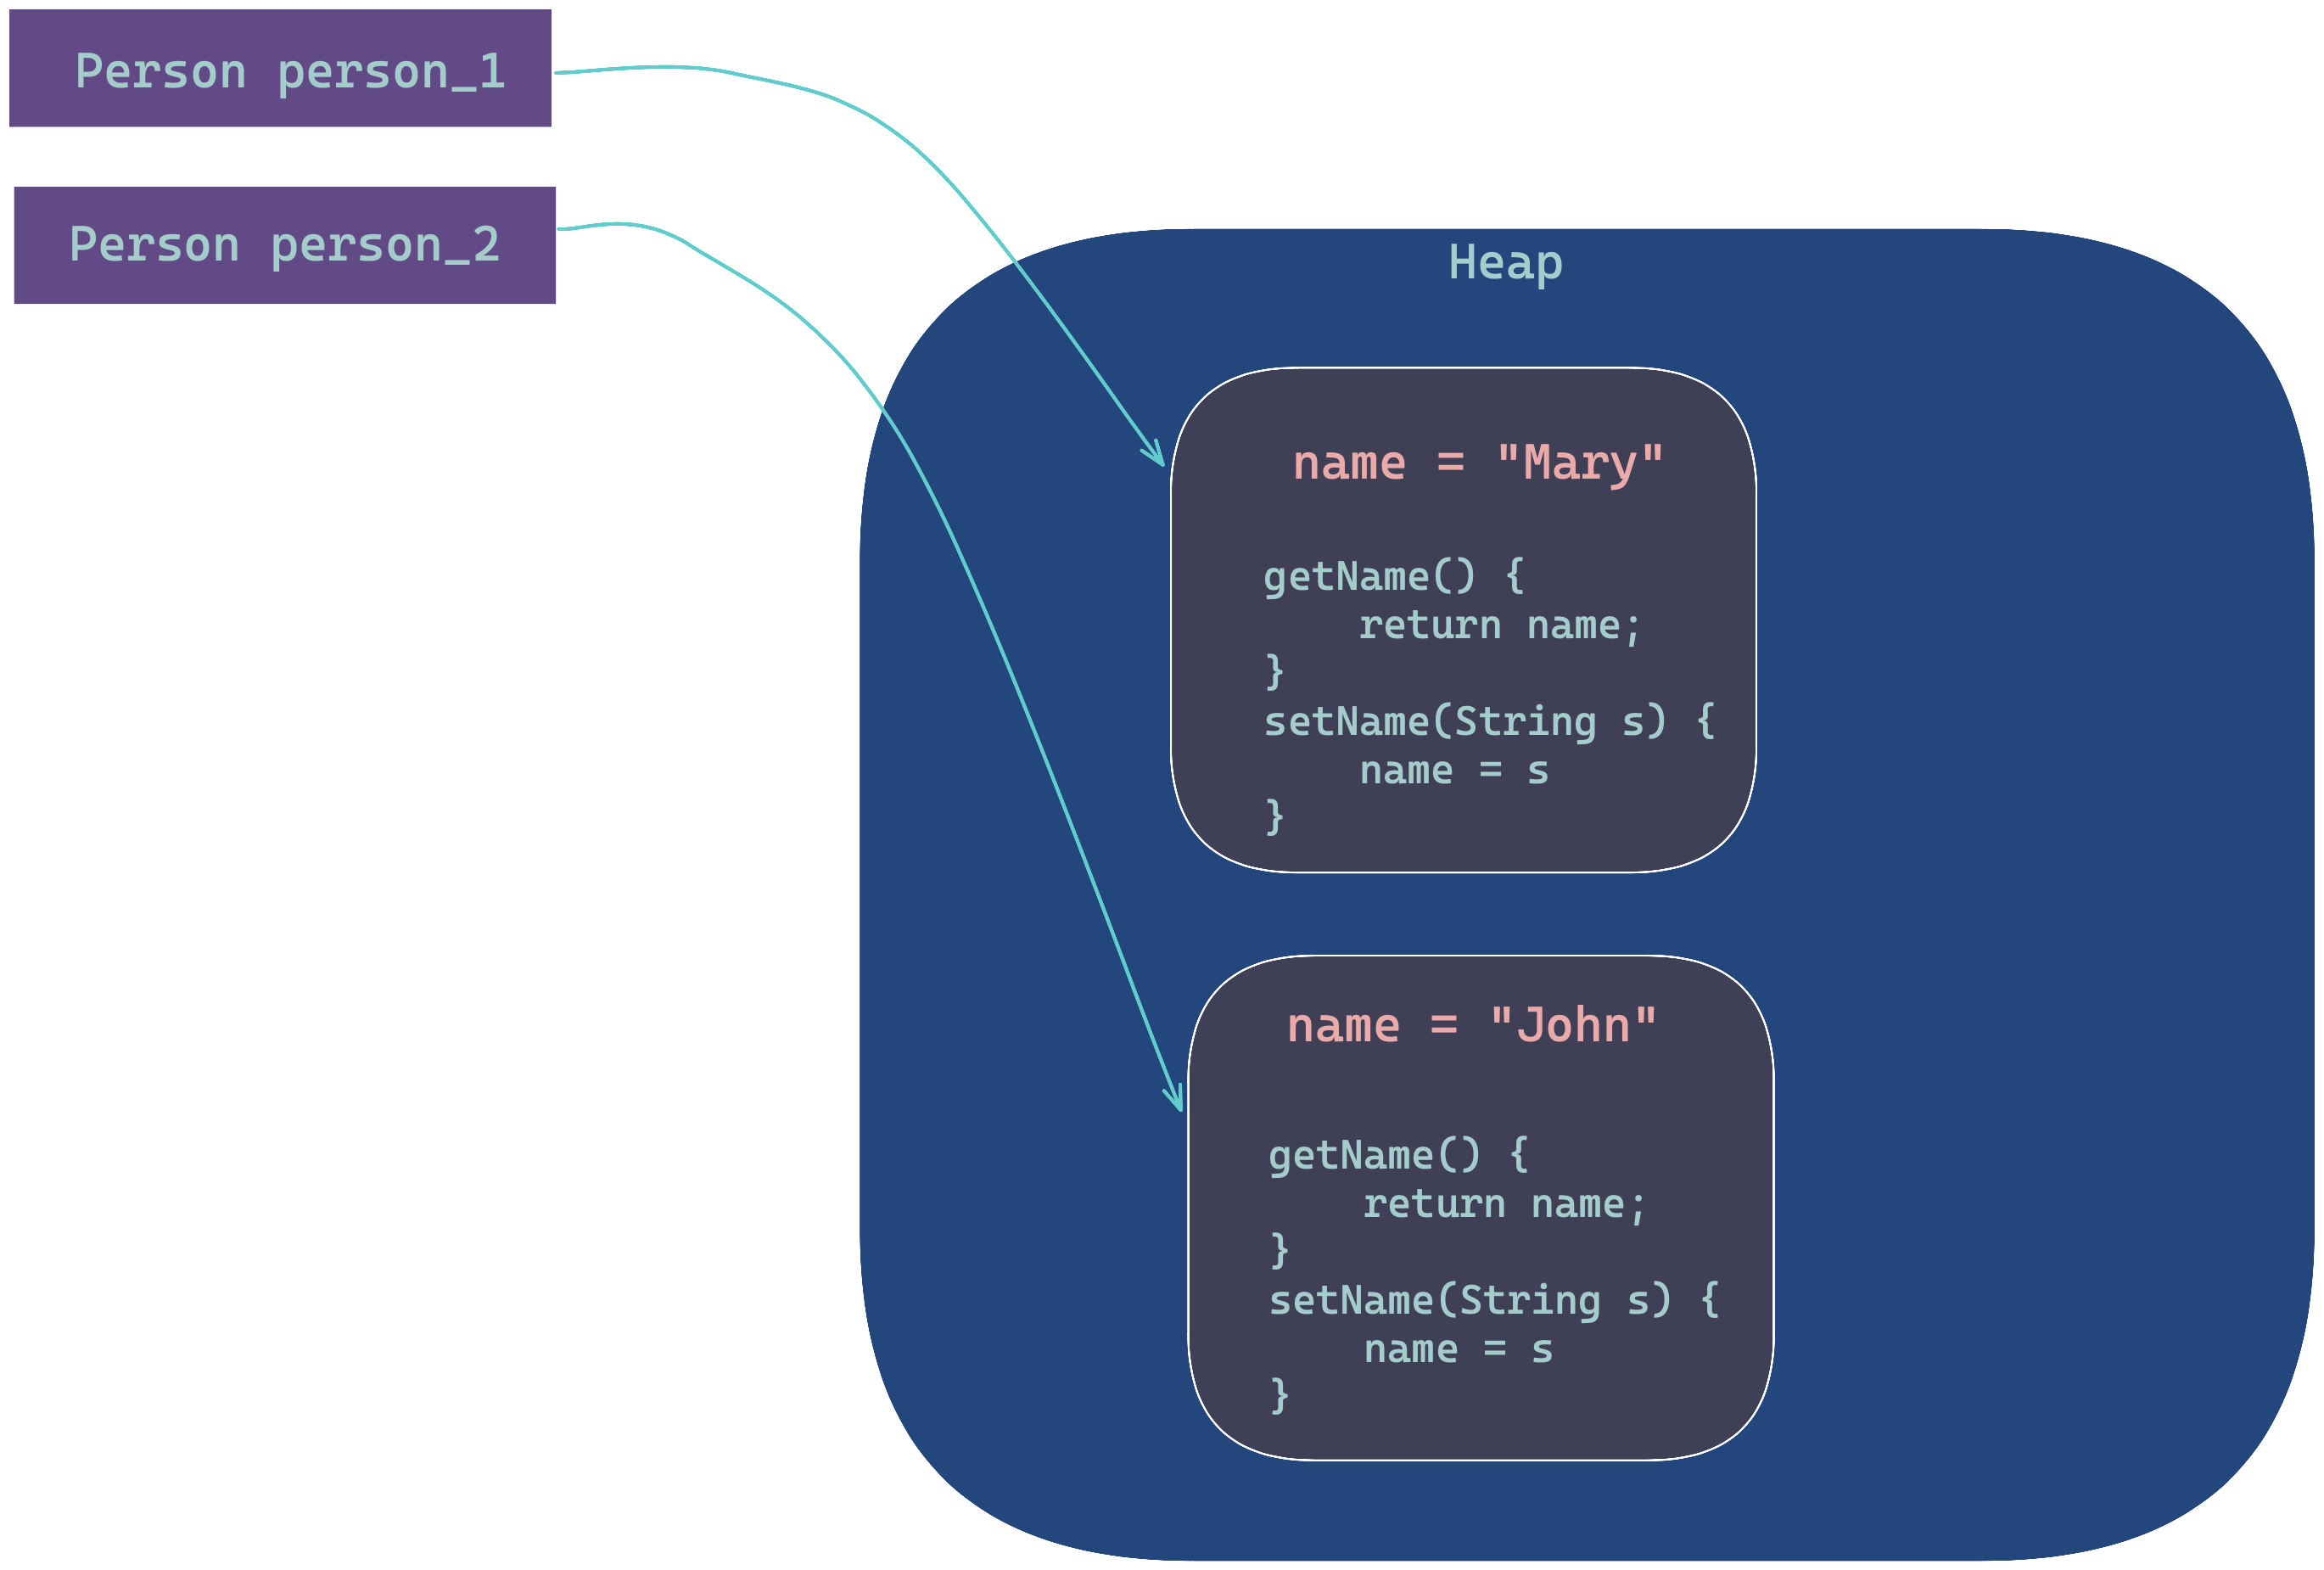 Person person_1
Person person_2
Heap
name = "Mary"
getName() {
return name;
}
setName(String s) {
name = s
}
name = "John"
getName() {
return name;
}
setName(String s) {
name = s
}